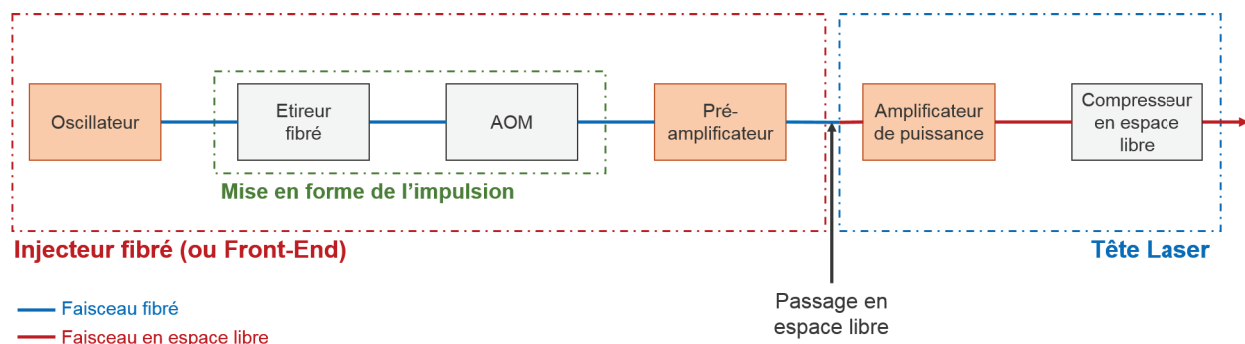 Oscillateur
Etireur
fibré
AOM
Pré-
amplificateur
Amplificateur
de puissance
Compresseur
en espace
libre
Mise en forme de l’impulsion
Injecteur fibré (ou Front-End)
Tête Laser
Passage en
espace libre
Faisceau fibré
Faisceau en espace libre